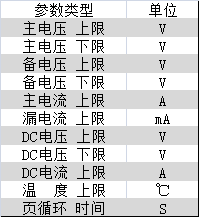 参数类型 单位
主电压 上限 V
主电压 下限 V
备电压 上限 V
备电压 下限 V
主电流 上限 A
漏电流 上限 mA
DC电压 上限 V
DC电压 下限 V
DC电流 上限 A
温 度 上限 ℃
页循环 时间 S